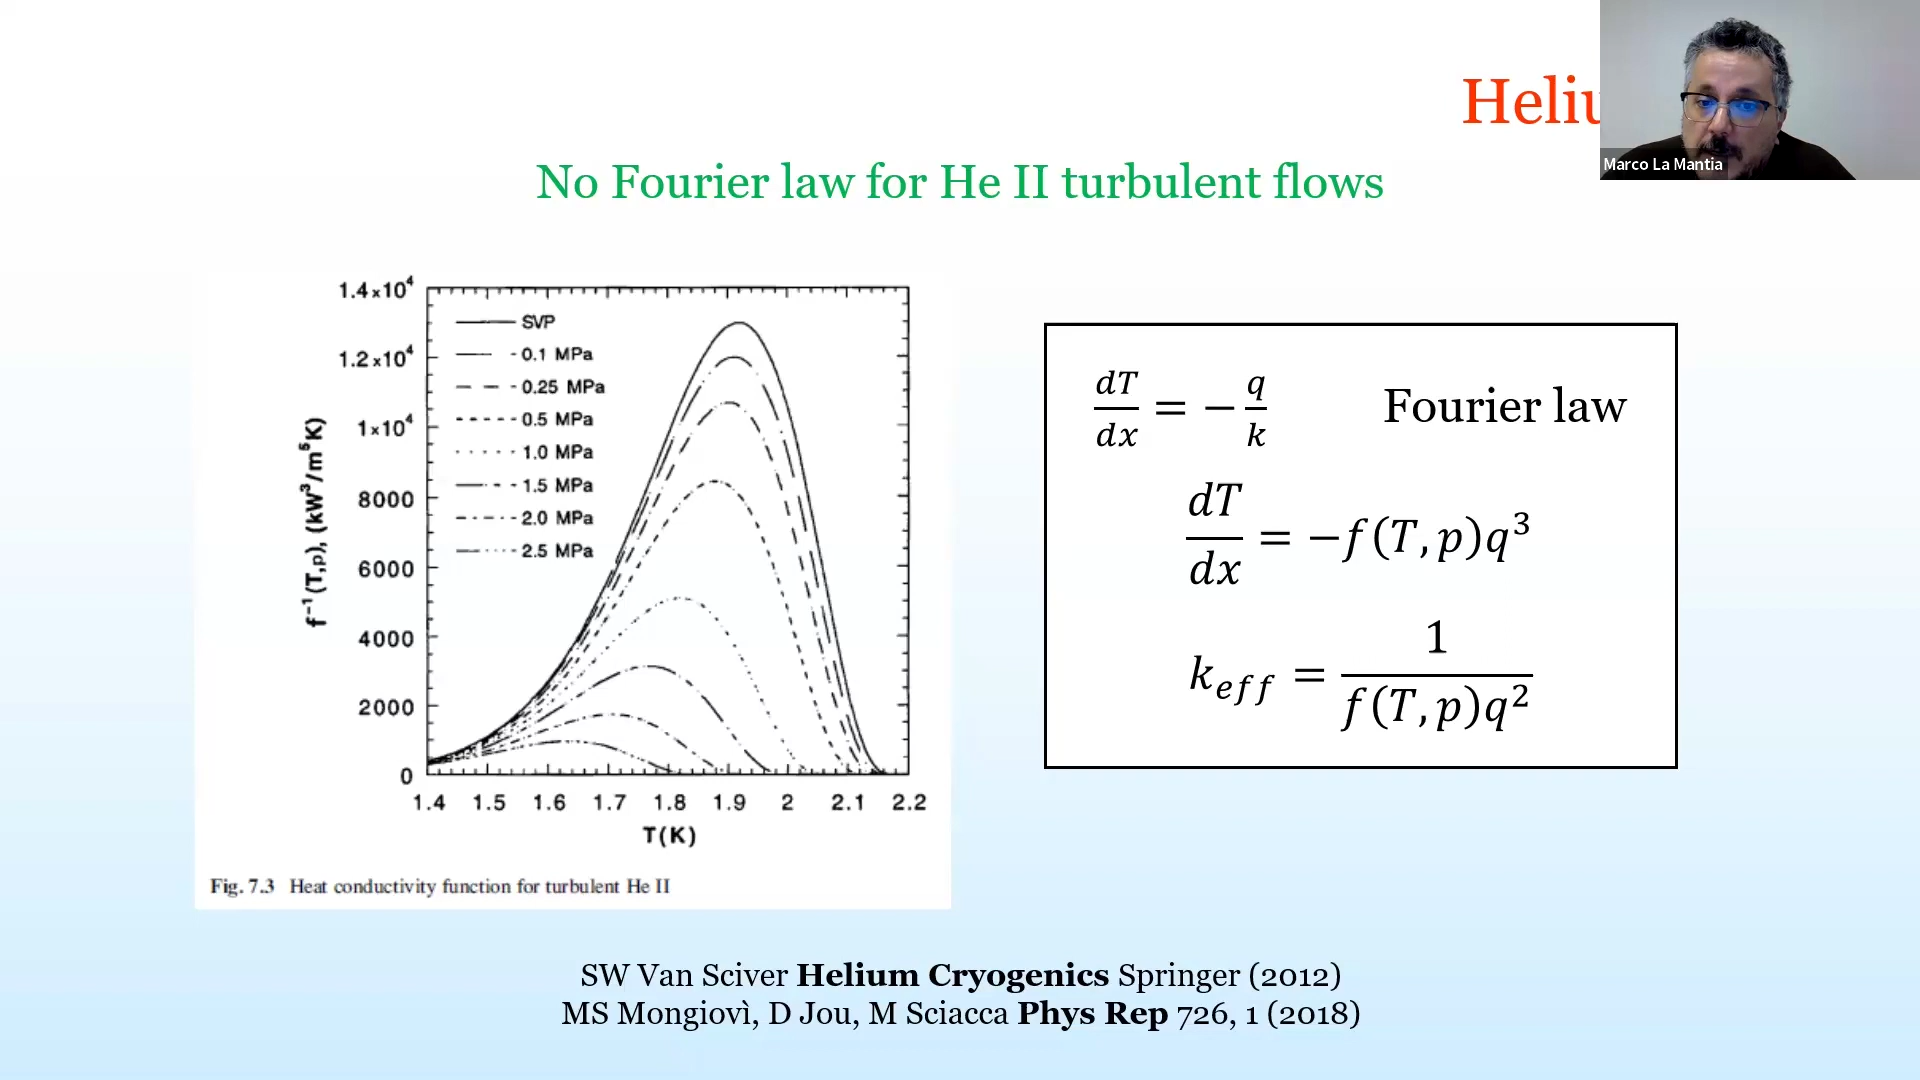 Heliu
Marco La Mantia
No Fourier law for He II turbulent flows
1.4×10⁴
1.2×10⁴
1×10⁴
8000
6000
4000
2000
0
f⁻¹(T,p), (kW³/m⁵K)
SVP
0.1 MPa
0.25 MPa
0.5 MPa
1.0 MPa
1.5 MPa
2.0 MPa
2.5 MPa
1.4 1.5 1.6 1.7 1.8 1.9 2 2.1 2.2
T(K)
Fig. 7.3 Heat conductivity function for turbulent He II
dT/dx = −q/k Fourier law
dT/dx = −f(T,p)q³
k_eff = 1/f(T,p)q²
SW Van Sciver Helium Cryogenics Springer (2012)
MS Mongiovì, D Jou, M Sciacca Phys Rep 726, 1 (2018)